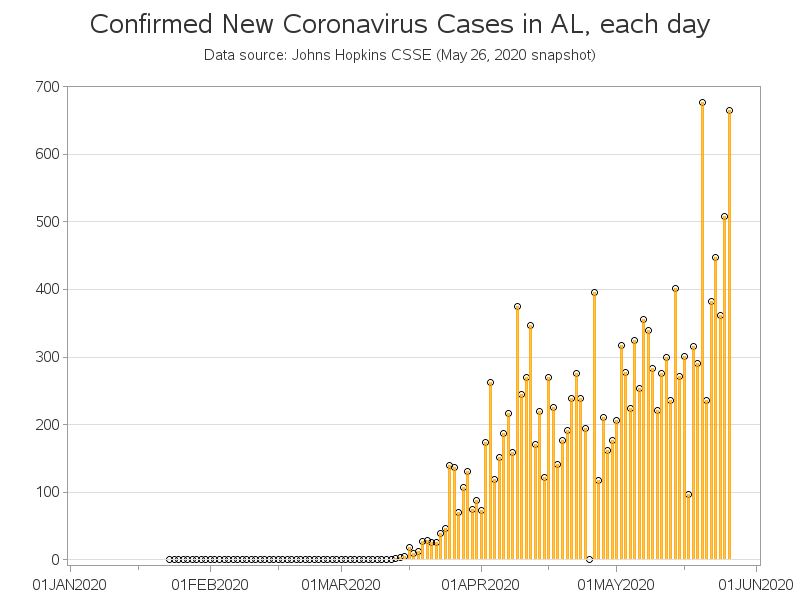 Confirmed New Coronavirus Cases in AL, each day
Data source: Johns Hopkins CSSE (May 26, 2020 snapshot)
700
600
500
400
300
200
100
0
01JAN2020 01FEB2020 01MAR2020 01APR2020 01MAY2020 01JUN2020